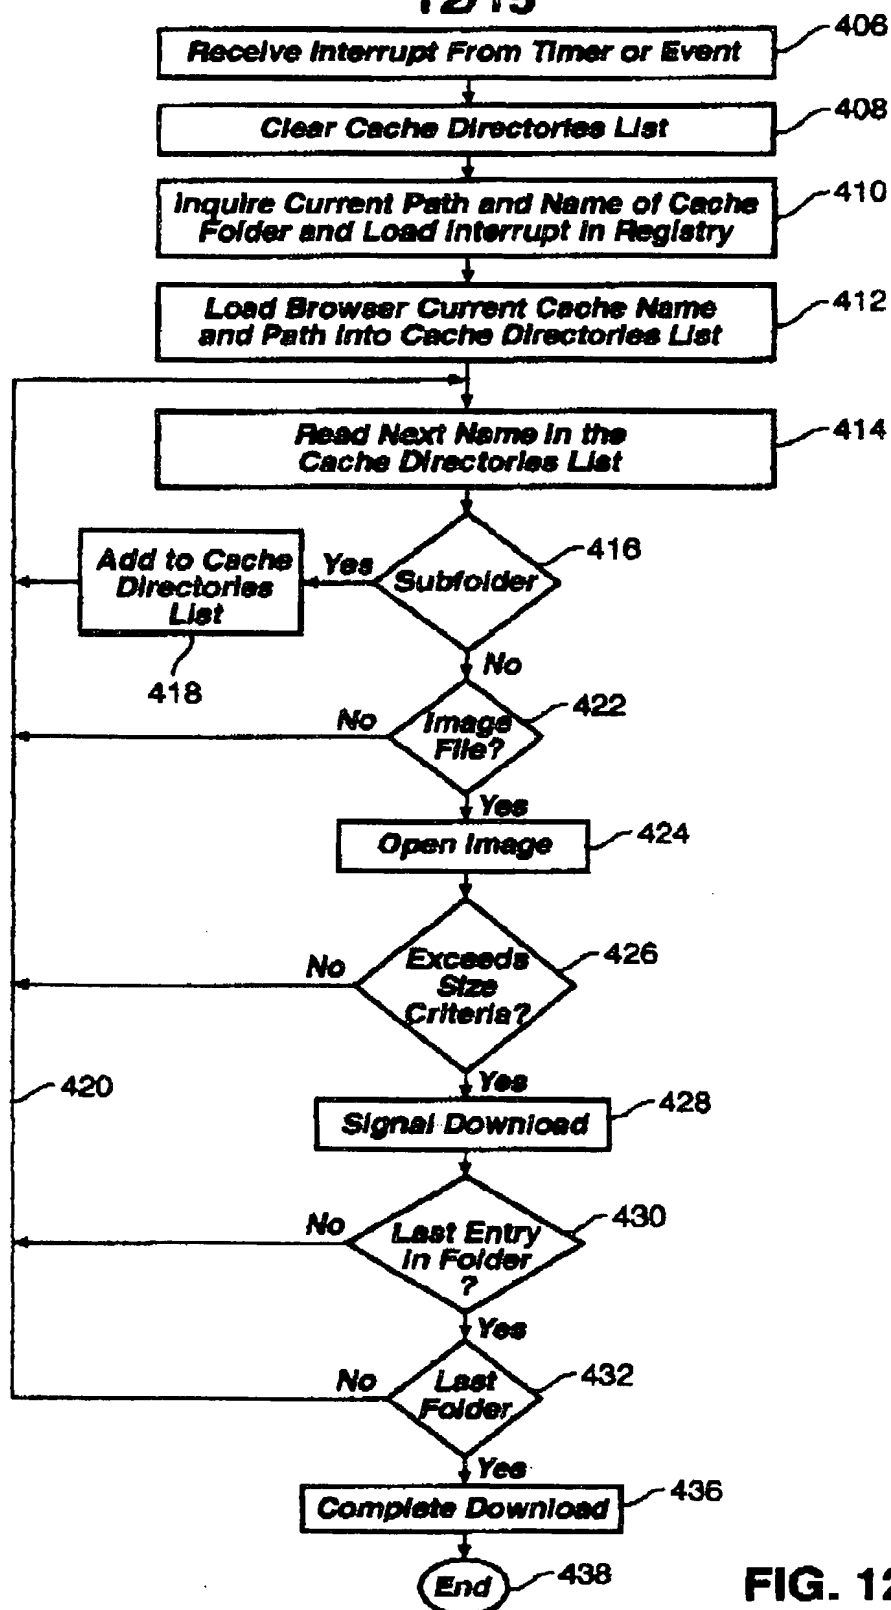 12/15
Receive Interrupt From Timer or Event
406
Clear Cache Directories List
408
Inquire Current Path and Name of Cache
Folder and Load Interrupt in Registry
410
Load Browser Current Cache Name
and Path Into Cache Directories List
412
Read Next Name in the
Cache Directories List
414
Subfolder
416
Yes
Add to Cache
Directories
List
418
No
Image
File?
422
No
Yes
Open Image
424
Exceeds
Size
Criteria?
426
No
Yes
420
Signal Download
428
Last Entry
in Folder
?
430
No
Yes
Last
Folder
432
No
Yes
Complete Download
436
End
438
FIG. 12